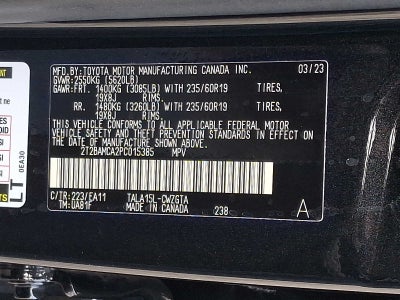 MFD.BY:TOYOTA MOTOR MANUFACTURING CANADA INC. 03/23
GVWR:2550KG (5620LB)
GAWR:FRT. 1400KG (3085LB) WITH 235/60R19 TIRES,
19X8J RIMS,
RR. 1480KG (3260LB) WITH 235/60R19 TIRES,
19X8J RIMS.
THIS VEHICLE CONFORMS TO ALL APPLICABLE FEDERAL MOTOR
VEHICLE SAFETY AND THEFT PREVENTION STANDARDS IN EFFECT ON
THE DATE OF MANUFACTURE SHOWN ABOVE.
2T2BAMCA2PC015365 MPV
C/TR:223/EA11 TALA15L-CWZGTA
TM:UA81F MADE IN CANADA 238 A
LT
0EA30